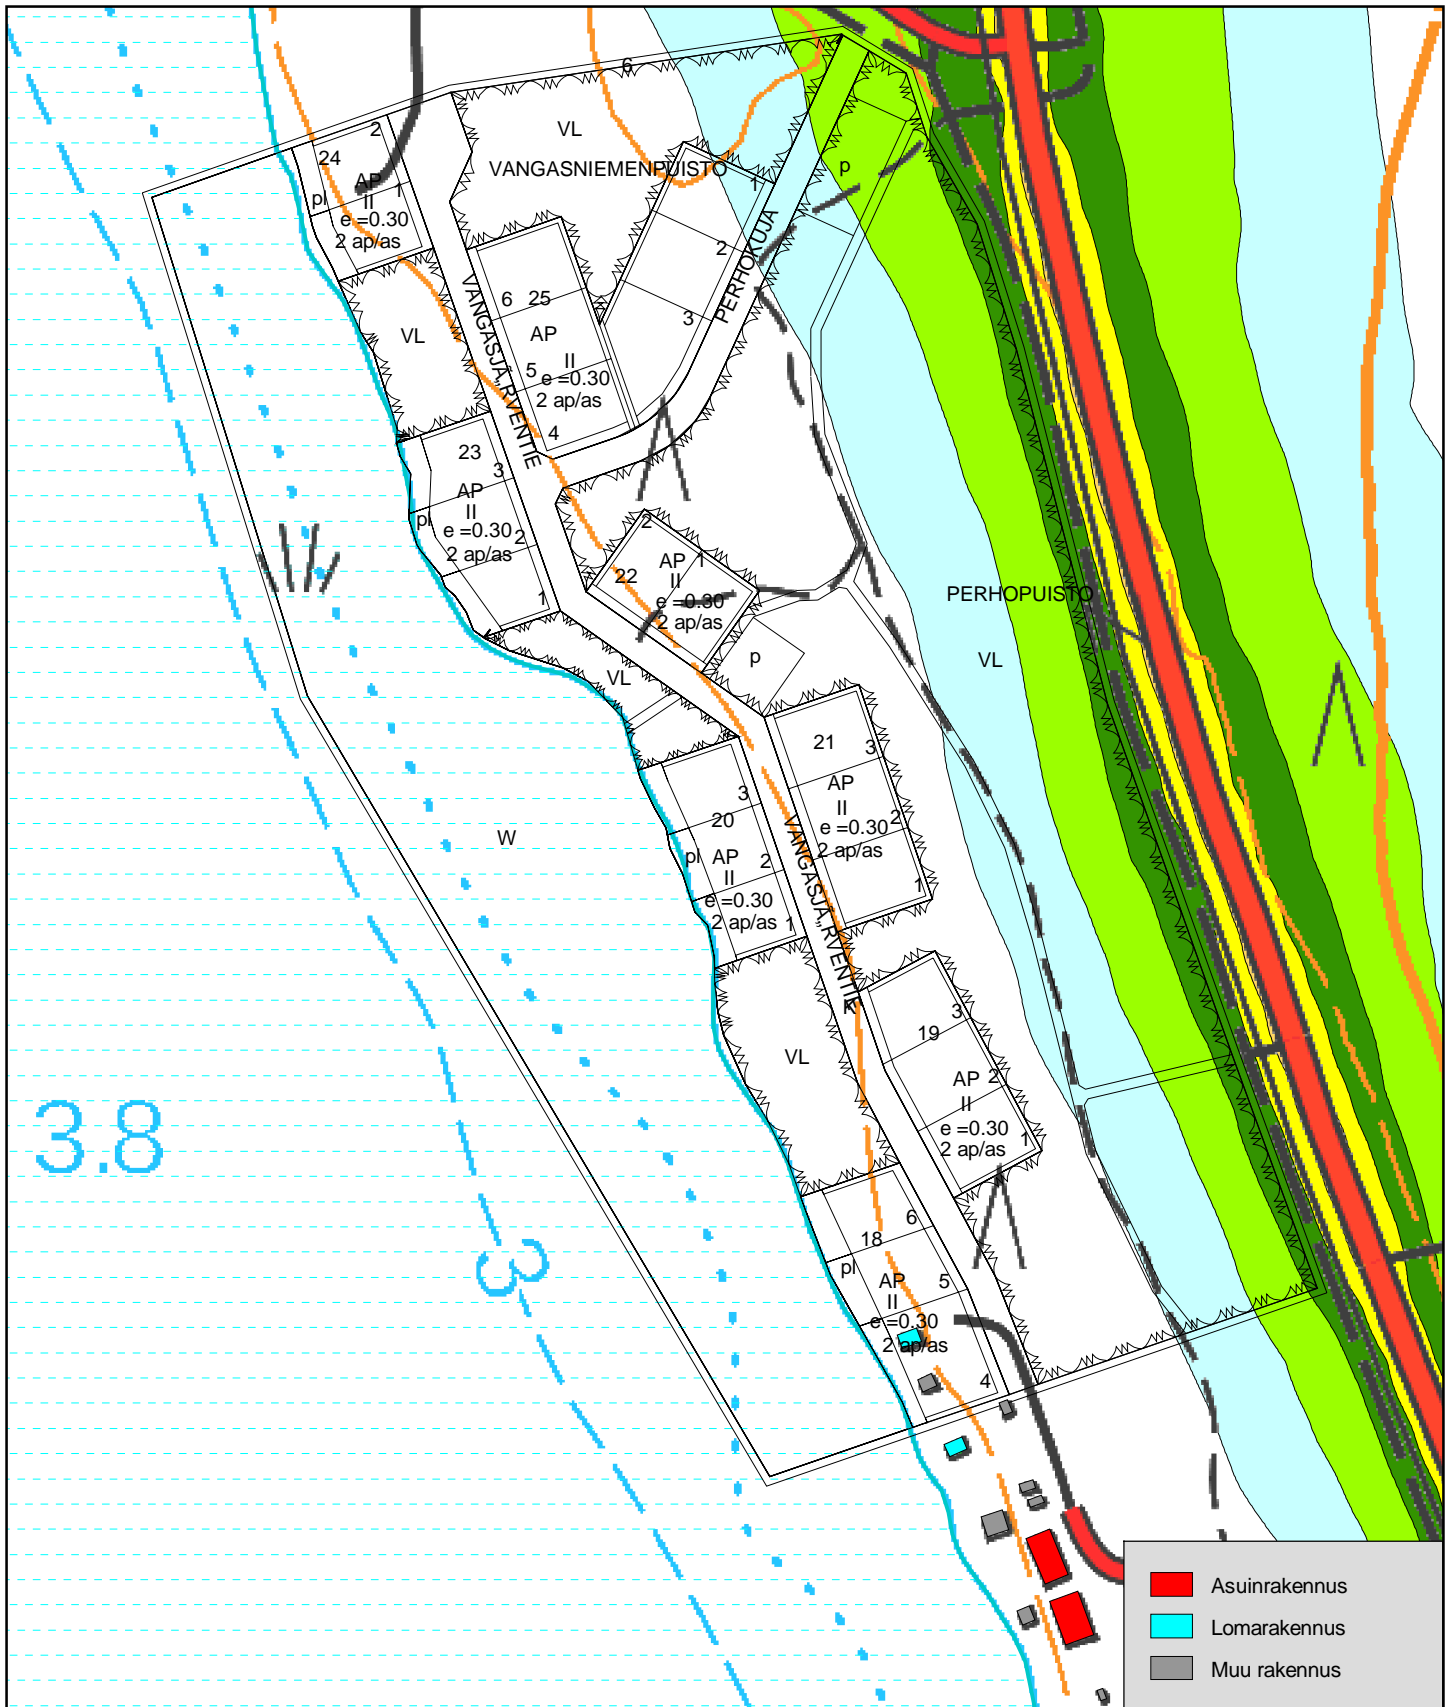 6
2
VL
24
VANGASNIEMENPUISTO
p
AP
1
1
pl
II
e =0.30
2 ap/as
2
PERHOKUJA
VANGASJÄ„RVENTIE
6 25
3
VL
AP
II
5
e =0.30
2 ap/as
4
23
3
AP
II
pl
e =0.30
2
2 ap/as
2
AP
1
II
22
e =0.30
2 ap/as
1
PERHOPUISTO
VL
p
VL
21
3
AP
II
3
20
e =0.30
2
2 ap/as
VANGASJÄ„RVENTIE
W
pl
AP
2
II
e =0.30
2 ap/as
1
1
3
19
VL
AP
2
II
e =0.30
1
2 ap/as
3.8
6
18
pl
AP
5
II
3
e =0.30
2 ap/as
4
Asuinrakennus
Lomarakennus
Muu rakennus